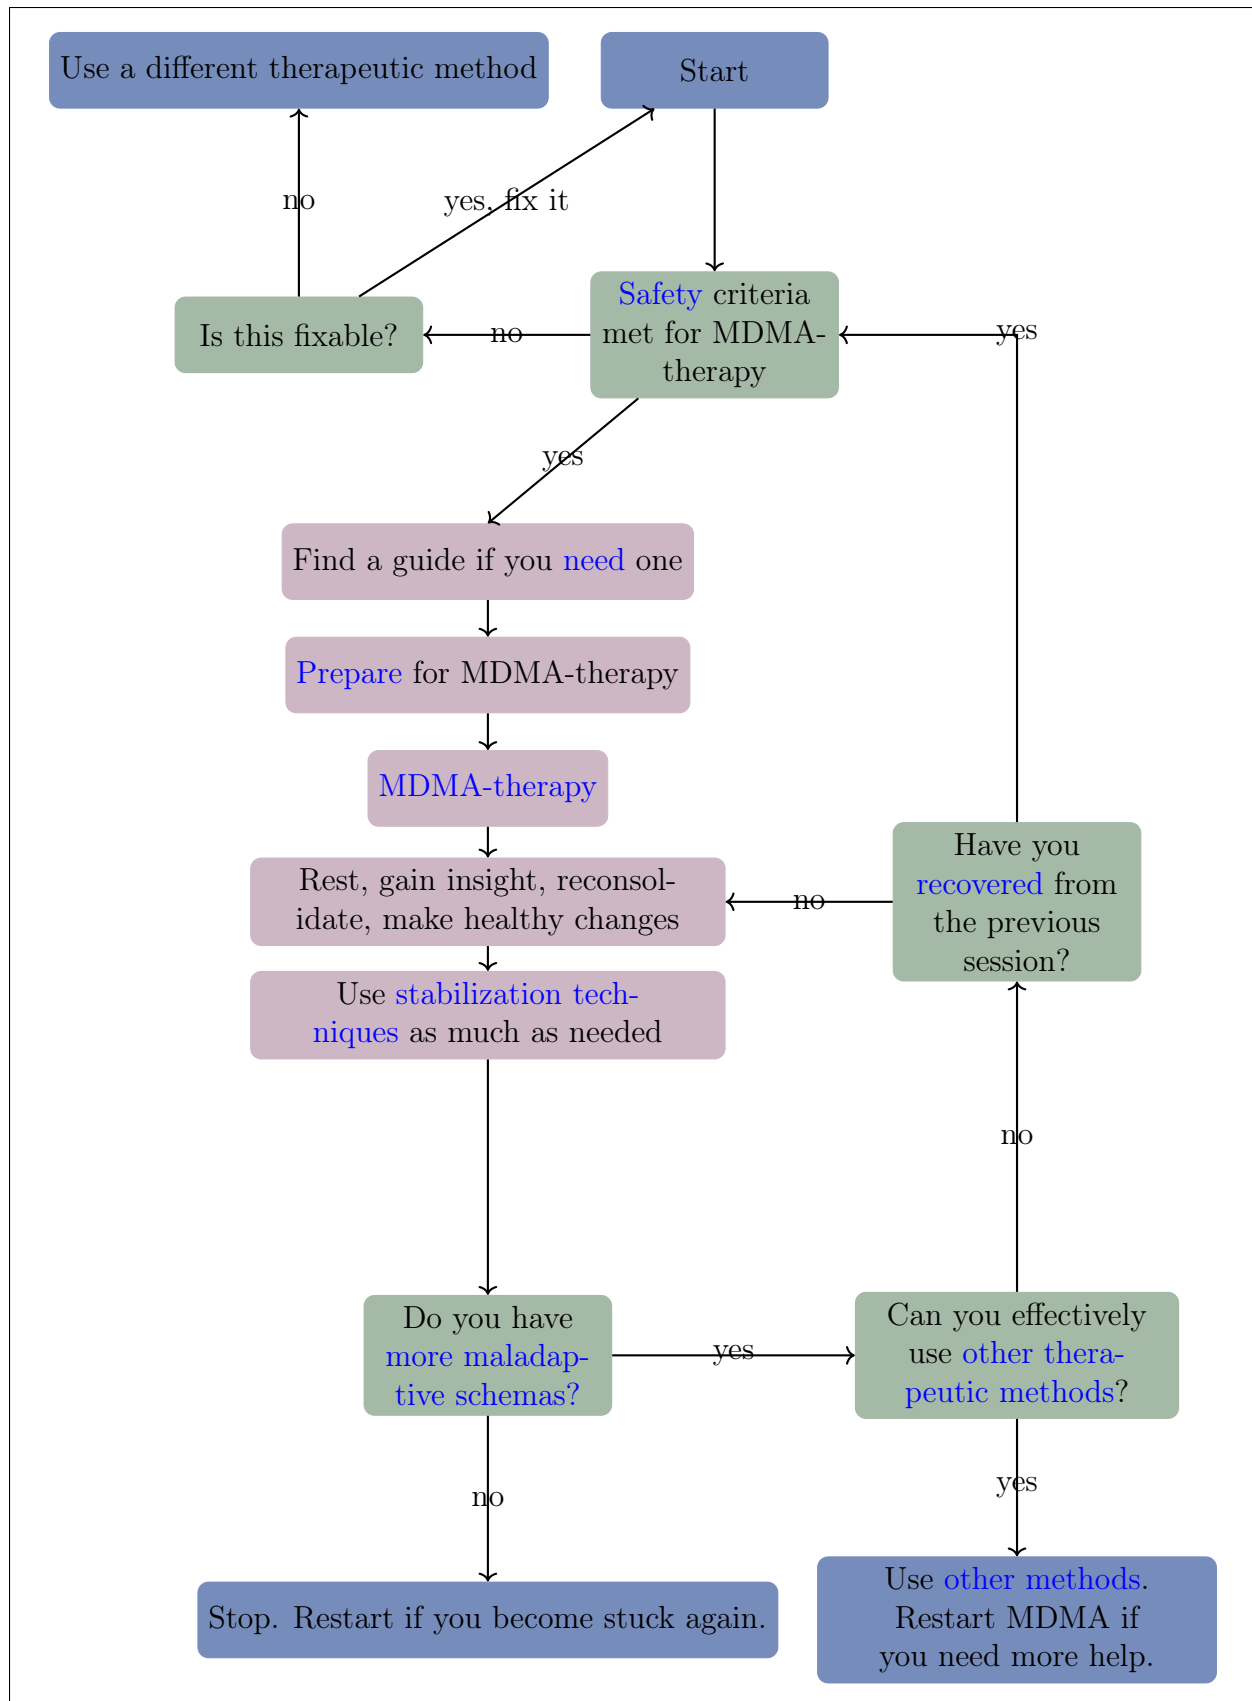 Use a different therapeutic method
Start
no
yes, fix it
Is this fixable?
no
Safety criteria
met for MDMA-
therapy
yes
yes
Find a guide if you need one
Prepare for MDMA-therapy
MDMA-therapy
Rest, gain insight, reconsol-
idate, make healthy changes
no
Have you
recovered from
the previous
session?
Use stabilization tech-
niques as much as needed
no
Do you have
more maladap-
tive schemas?
yes
Can you effectively
use other thera-
peutic methods?
no
yes
Stop. Restart if you become stuck again.
Use other methods.
Restart MDMA if
you need more help.